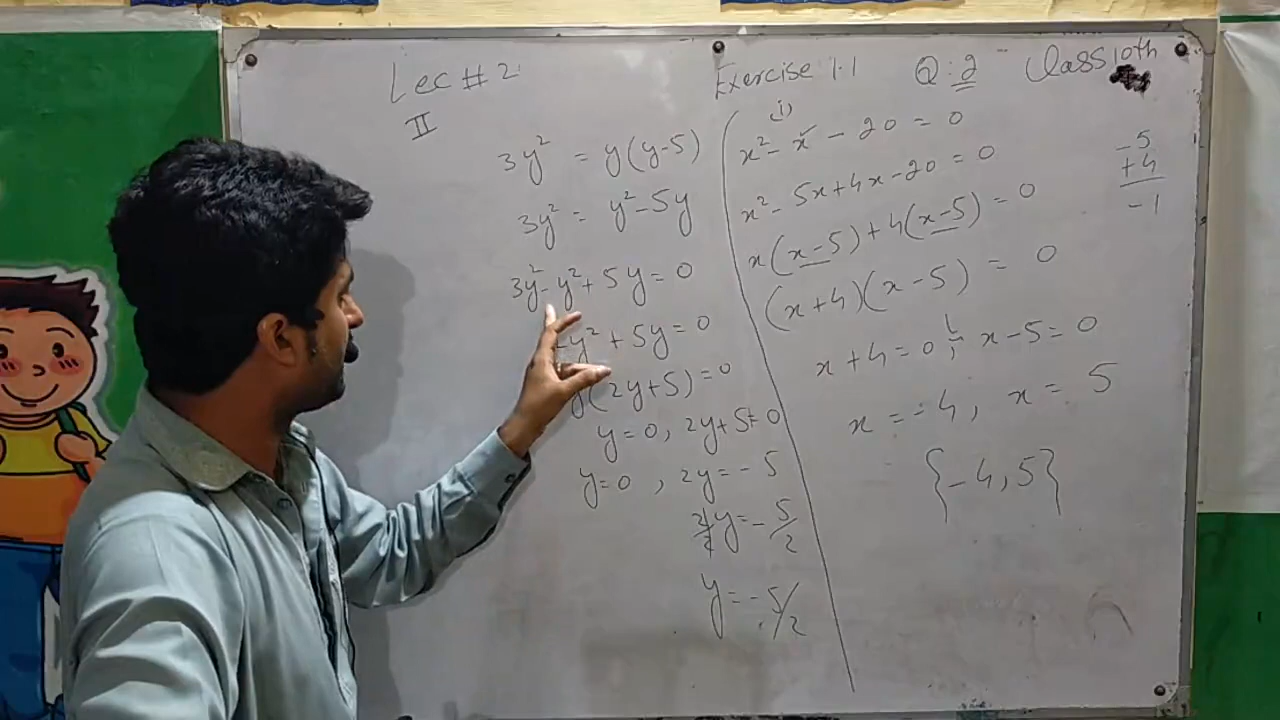 Lec # 2
Exercise 1.1 Q:2 Class 10th
II
3y² = y(y-5)
3y² = y²-5y
3y²-y²+5y=0
y²+5y=0
y(2y+5)=0
y=0, 2y+5=0
y=0, 2y=-5
2/2 y=-5/2
y=-5/2
(i)
x²-x-20=0
x²-5x+4x-20=0
x(x-5)+4(x-5)=0
(x+4)(x-5)=0
x+4=0; x-5=0
x=-4, x=5
{-4,5}
-5
+4
-1